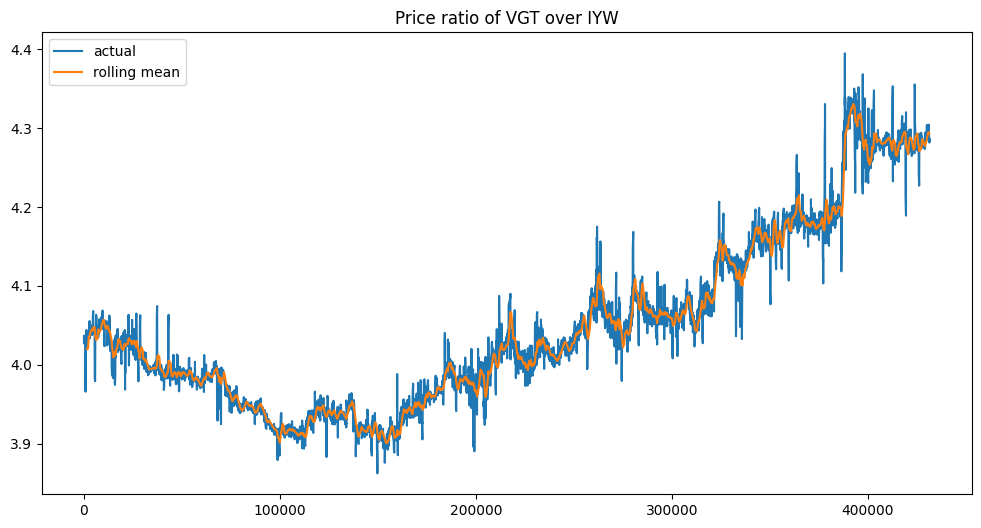 Price ratio of VGT over IYW
actual
rolling mean
4.4
4.3
4.2
4.1
4.0
3.9
0 100000 200000 300000 400000